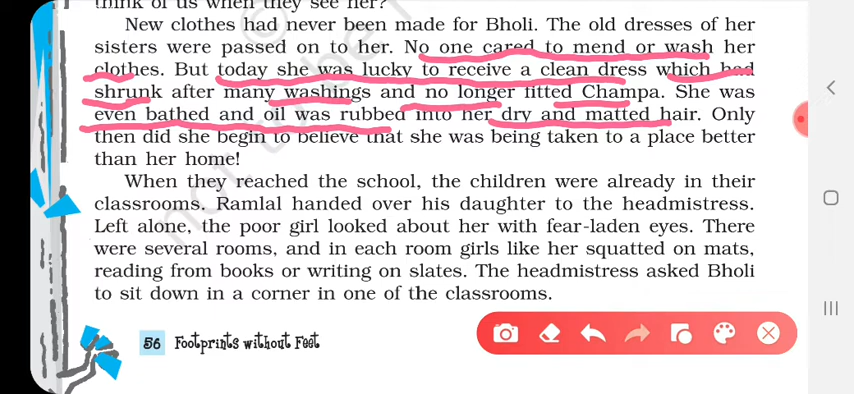 think of us when they see her?
New clothes had never been made for Bholi. The old dresses of her
sisters were passed on to her. No one cared to mend or wash her
clothes. But today she was lucky to receive a clean dress which had
shrunk after many washings and no longer fitted Champa. She was
even bathed and oil was rubbed into her dry and matted hair. Only
then did she begin to believe that she was being taken to a place better
than her home!
When they reached the school, the children were already in their
classrooms. Ramlal handed over his daughter to the headmistress.
Left alone, the poor girl looked about her with fear-laden eyes. There
were several rooms, and in each room girls like her squatted on mats,
reading from books or writing on slates. The headmistress asked Bholi
to sit down in a corner in one of the classrooms.
56 Footprints without Feet